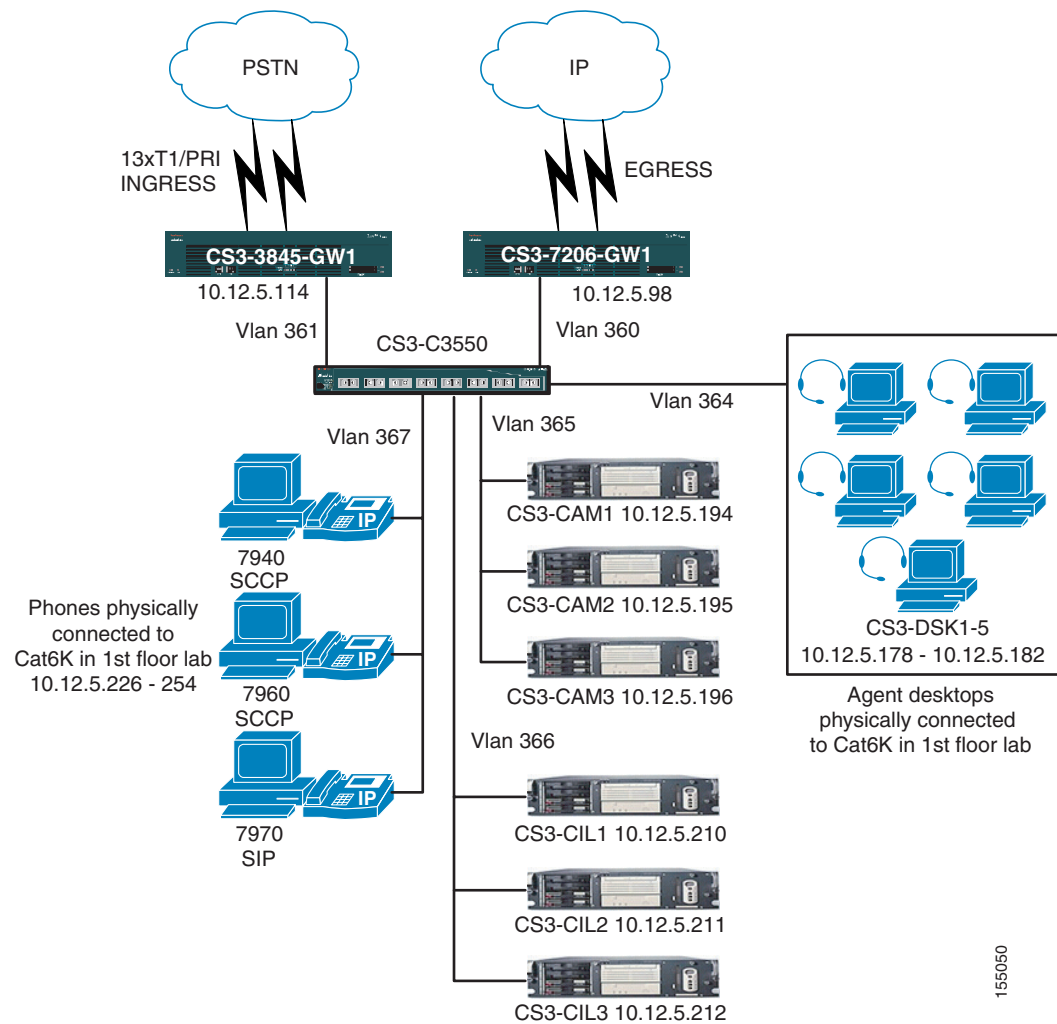 PSTN
IP
13xT1/PRI
INGRESS
EGRESS
CS3-3845-GW1
CS3-7206-GW1
10.12.5.114
10.12.5.98
Vlan 361
Vlan 360
CS3-C3550
Vlan 364
Vlan 367
Vlan 365
IP
7940
SCCP
CS3-CAM1 10.12.5.194
Phones physically
connected to
Cat6K in 1st floor lab
10.12.5.226 - 254
IP
7960
SCCP
CS3-CAM2 10.12.5.195
CS3-CAM3 10.12.5.196
CS3-DSK1-5
10.12.5.178 - 10.12.5.182
Agent desktops
physically connected
to Cat6K in 1st floor lab
Vlan 366
IP
7970
SIP
CS3-CIL1 10.12.5.210
CS3-CIL2 10.12.5.211
CS3-CIL3 10.12.5.212
155050